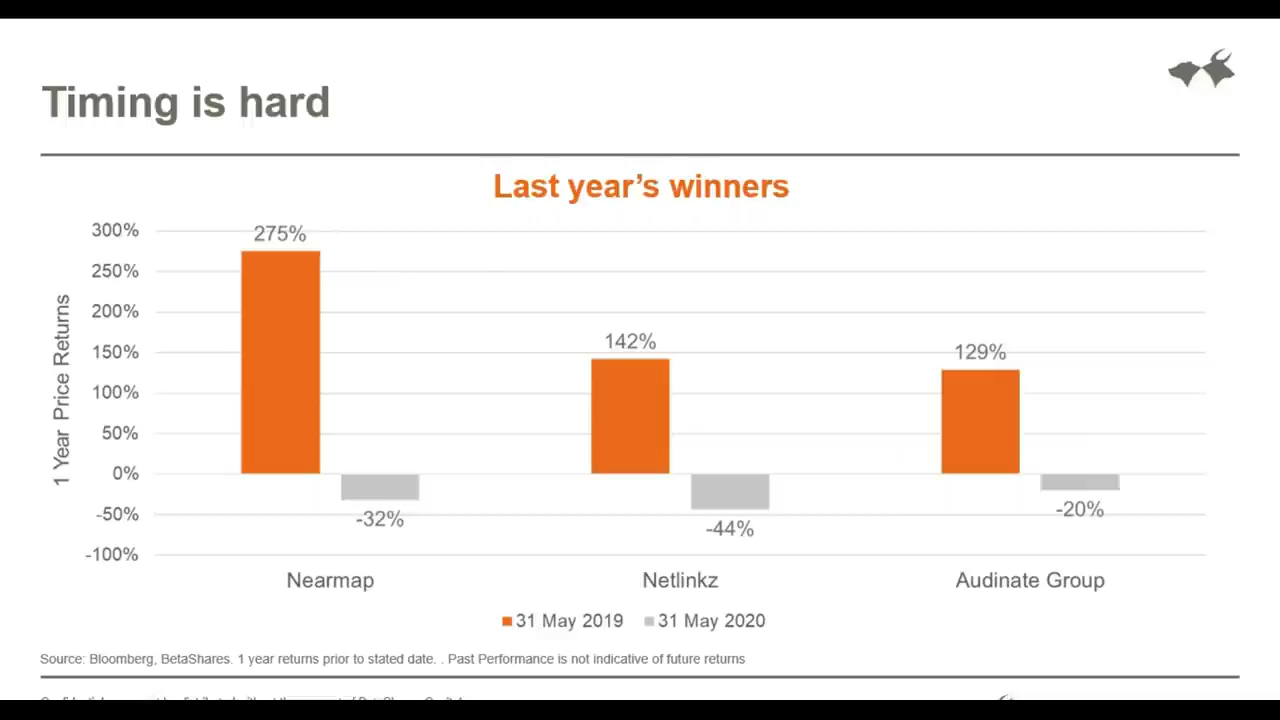 Timing is hard
Last year's winners
300%
250%
200%
150%
100%
50%
0%
-50%
-100%
1 Year Price Returns
275%
-32%
142%
-44%
129%
-20%
Nearmap
Netlinkz
Audinate Group
31 May 2019
31 May 2020
Source: Bloomberg, BetaShares. 1 year returns prior to stated date. . Past Performance is not indicative of future returns